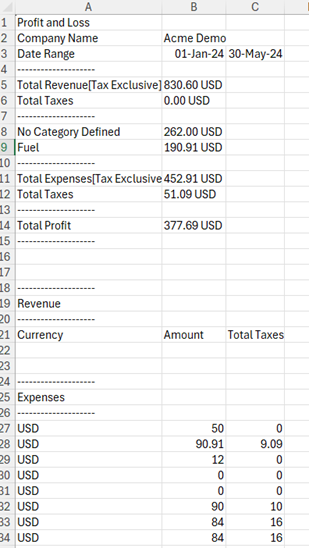 A B C
1 Profit and Loss
2 Company Name Acme Demo
3 Date Range 01-Jan-24 30-May-24
4 --------------------
5 Total Revenue[Tax Exclusive] 830.60 USD
6 Total Taxes 0.00 USD
7 --------------------
8 No Category Defined 262.00 USD
9 Fuel 190.91 USD
10 --------------------
11 Total Expenses[Tax Exclusive 452.91 USD
12 Total Taxes 51.09 USD
13 --------------------
14 Total Profit 377.69 USD
15 --------------------
16
17
18 --------------------
19 Revenue
20 --------------------
21 Currency Amount Total Taxes
22
23
24 --------------------
25 Expenses
26 --------------------
27 USD 50 0
28 USD 90.91 9.09
29 USD 12 0
30 USD 0 0
31 USD 0 0
32 USD 90 10
33 USD 84 16
34 USD 84 16